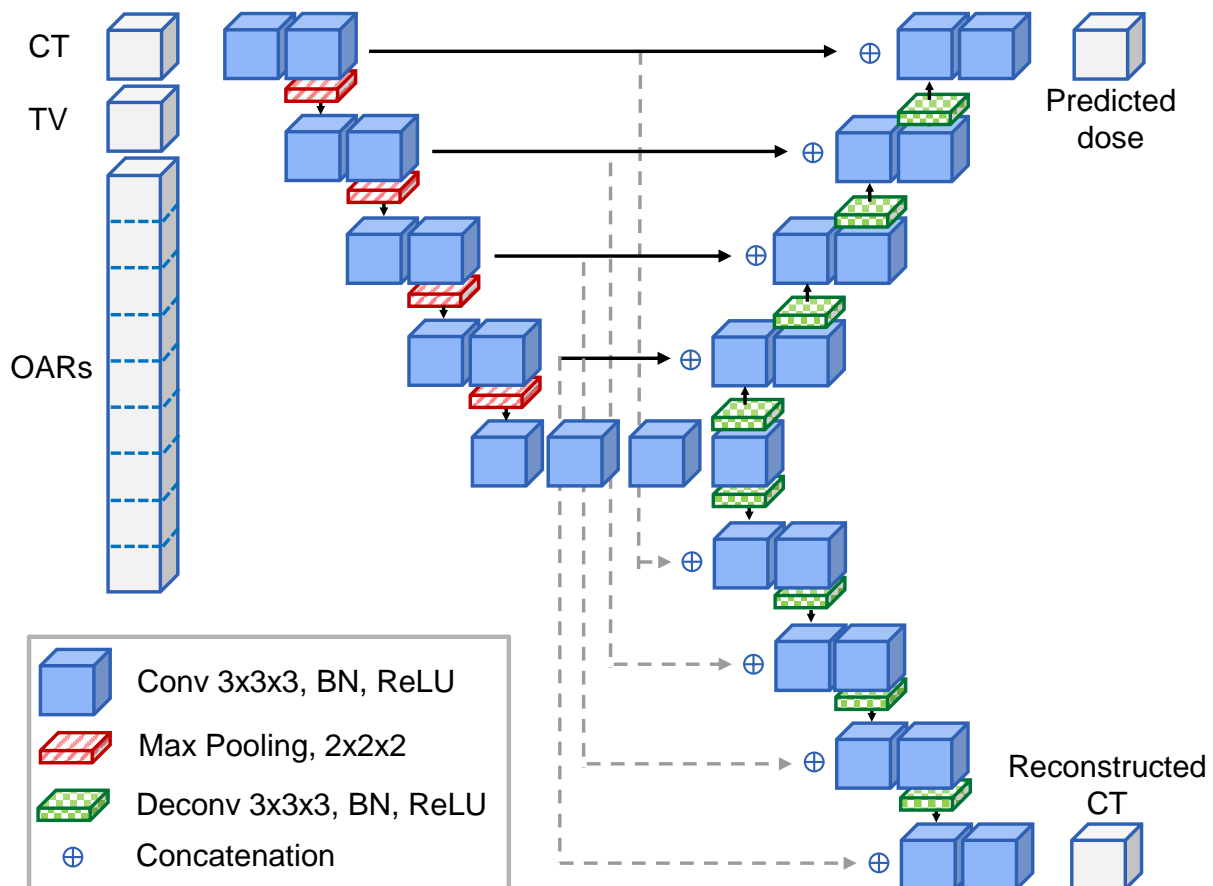 CT
TV
OARs
Predicted
dose
Reconstructed
CT
Conv 3x3x3, BN, ReLU
Max Pooling, 2x2x2
Deconv 3x3x3, BN, ReLU
Concatenation